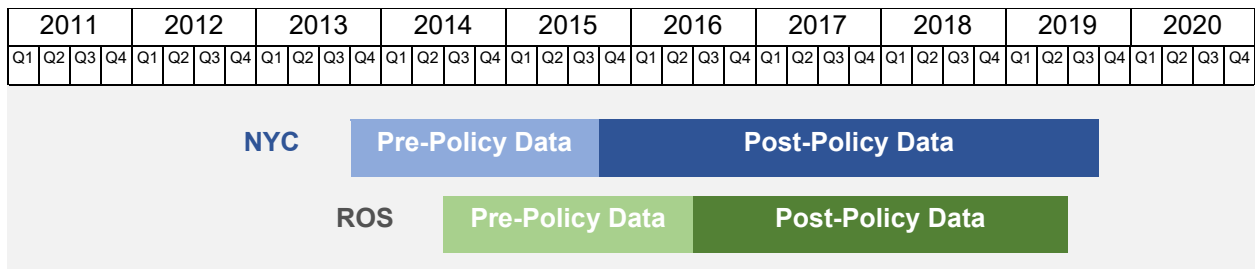 2011 2012 2013 2014 2015 2016 2017 2018 2019 2020
Q1 Q2 Q3 Q4 Q1 Q2 Q3 Q4 Q1 Q2 Q3 Q4 Q1 Q2 Q3 Q4 Q1 Q2 Q3 Q4 Q1 Q2 Q3 Q4 Q1 Q2 Q3 Q4 Q1 Q2 Q3 Q4 Q1 Q2 Q3 Q4 Q1 Q2 Q3 Q4
NYC Pre-Policy Data Post-Policy Data
ROS Pre-Policy Data Post-Policy Data